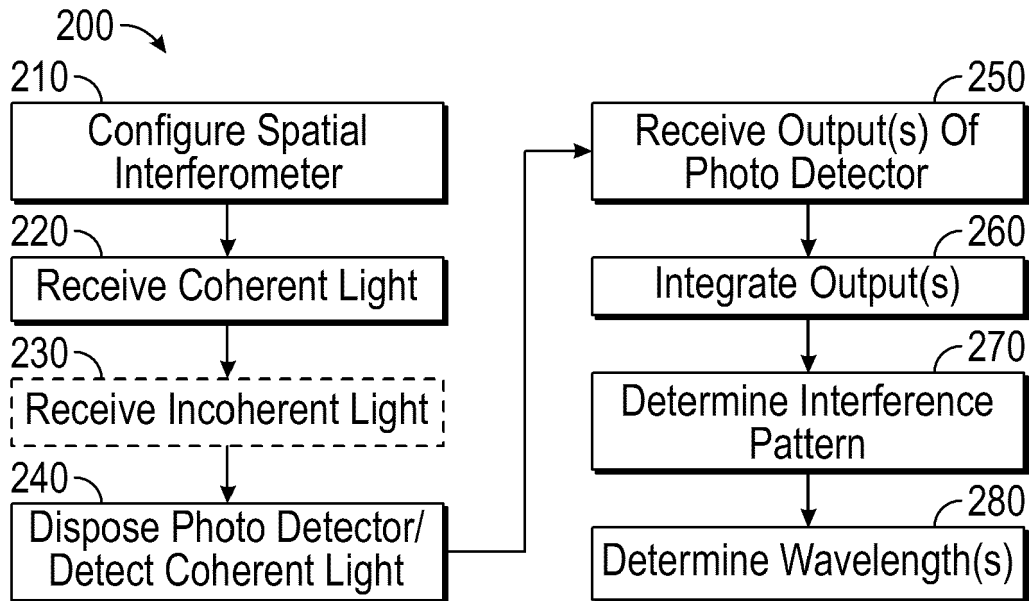 200
210
Configure Spatial
Interferometer
220
Receive Coherent Light
230
Receive Incoherent Light
240
Dispose Photo Detector/
Detect Coherent Light
250
Receive Output(s) Of
Photo Detector
260
Integrate Output(s)
270
Determine Interference
Pattern
280
Determine Wavelength(s)